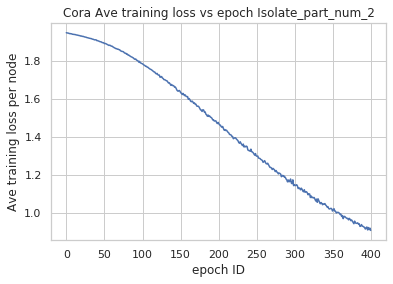 Cora Ave training loss vs epoch Isolate_part_num_2
Ave training loss per node
1.8
1.6
1.4
1.2
1.0
0 50 100 150 200 250 300 350 400
epoch ID